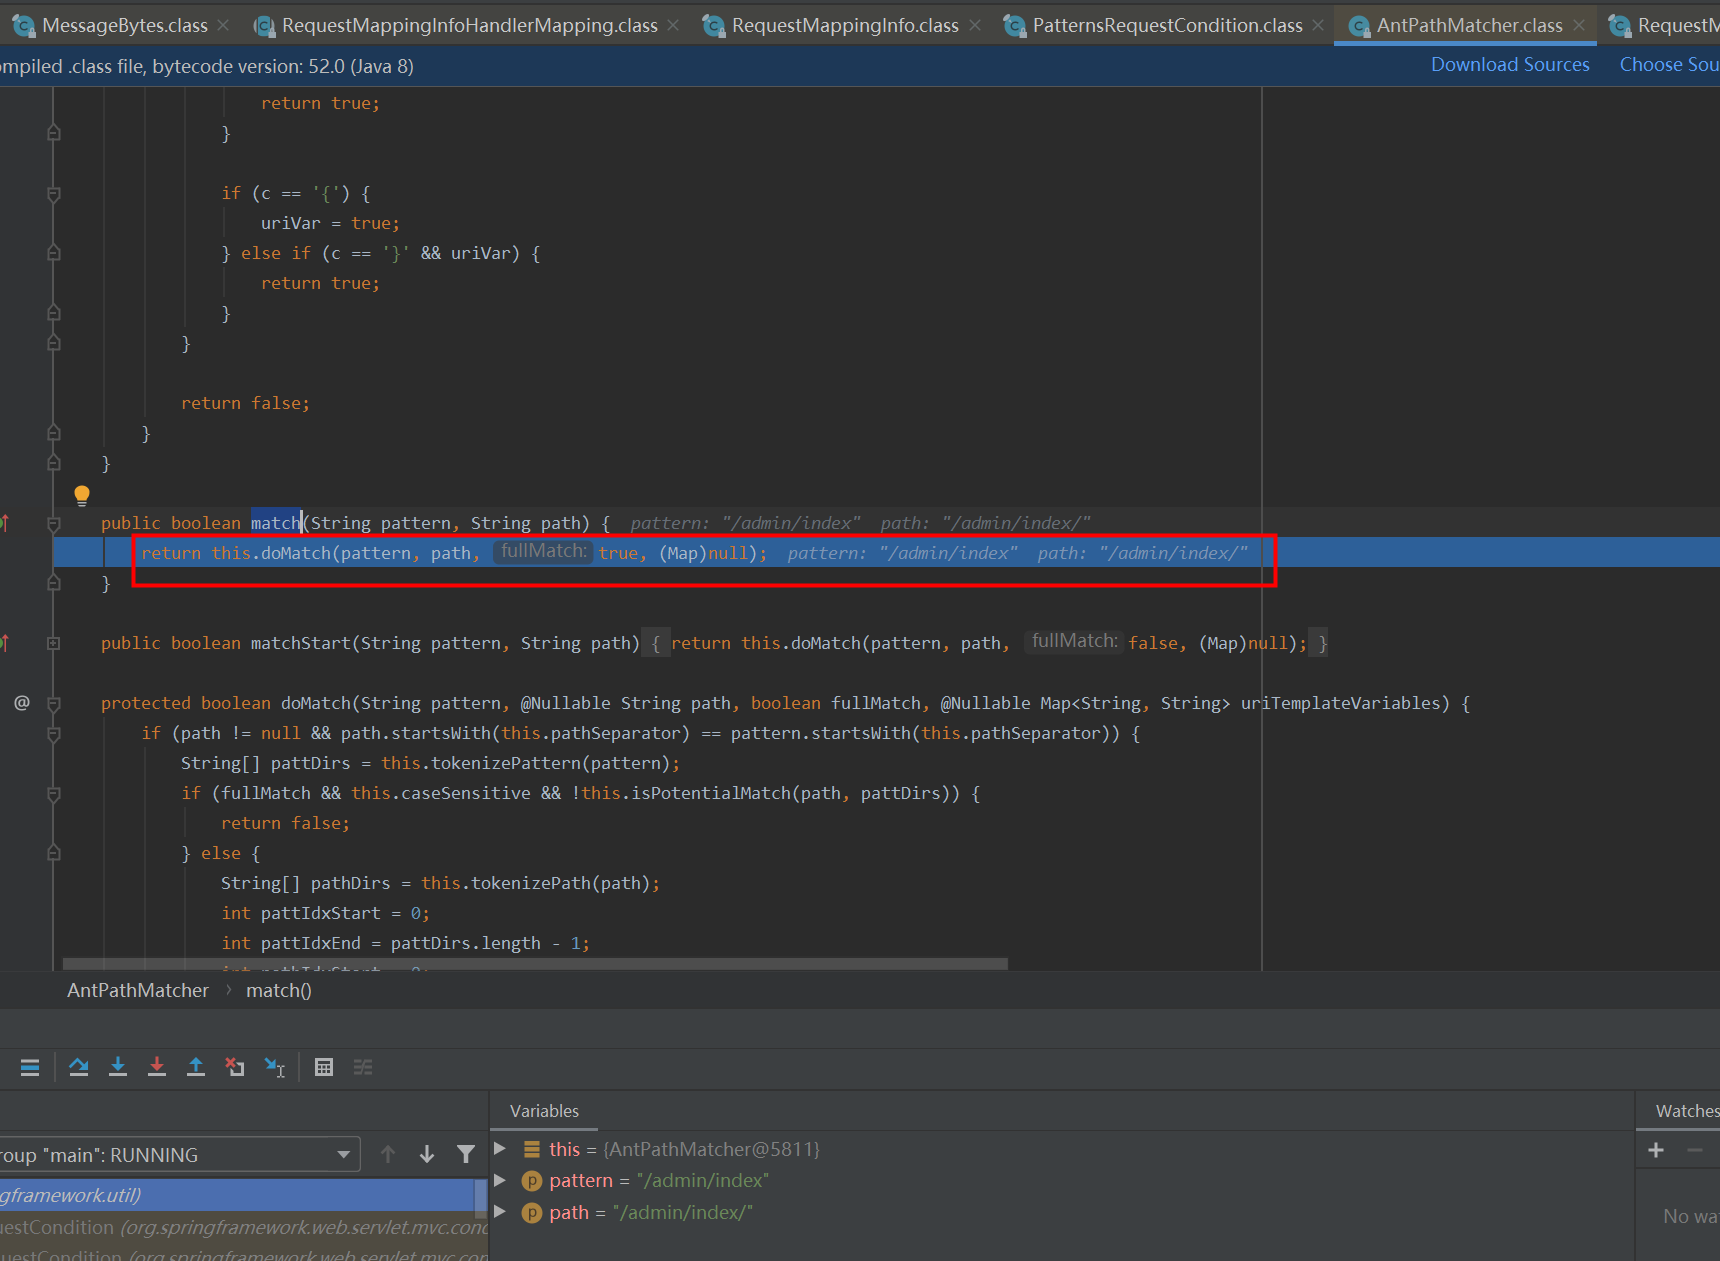 MessageBytes.class RequestMappingInfoHandlerMapping.class RequestMappingInfo.class PatternsRequestCondition.class AntPathMatcher.class RequestM
ompiled .class file, bytecode version: 52.0 (Java 8) Download Sources Choose Sou
return true;
}
if (c == '{') {
uriVar = true;
} else if (c == '}' && uriVar) {
return true;
}
}
return false;
}
}
public boolean match(String pattern, String path) { pattern: "/admin/index" path: "/admin/index/"
return this.doMatch(pattern, path, fullMatch: true, (Map)null); pattern: "/admin/index" path: "/admin/index/"
}
public boolean matchStart(String pattern, String path) { return this.doMatch(pattern, path, fullMatch: false, (Map)null); }
@ protected boolean doMatch(String pattern, @Nullable String path, boolean fullMatch, @Nullable Map<String, String> uriTemplateVariables) {
if (path != null && path.startsWith(this.pathSeparator) == pattern.startsWith(this.pathSeparator)) {
String[] pattDirs = this.tokenizePattern(pattern);
if (fullMatch && this.caseSensitive && !this.isPotentialMatch(path, pattDirs)) {
return false;
} else {
String[] pathDirs = this.tokenizePath(path);
int pattIdxStart = 0;
int pattIdxEnd = pattDirs.length - 1;
AntPathMatcher › match()
Variables
Watches
roup "main": RUNNING
this = {AntPathMatcher@5811}
pattern = "/admin/index"
gframework.util)
path = "/admin/index/"
uestCondition (org.springframework.web.servlet.mvc.cond
No wa
uestCondition (org.springframework.web.servlet.mvc.con